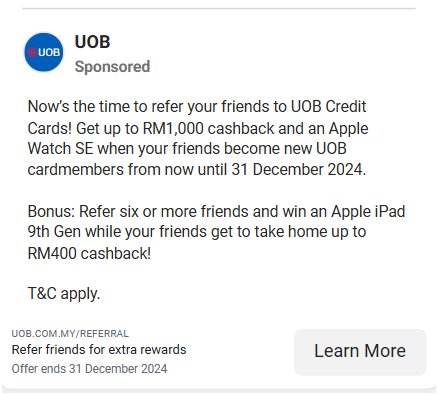 UOB
UOB
Sponsored
Now's the time to refer your friends to UOB Credit
Cards! Get up to RM1,000 cashback and an Apple
Watch SE when your friends become new UOB
cardmembers from now until 31 December 2024.
Bonus: Refer six or more friends and win an Apple iPad
9th Gen while your friends get to take home up to
RM400 cashback!
T&C apply.
UOB.COM.MY/REFERRAL
Refer friends for extra rewards
Offer ends 31 December 2024
Learn More